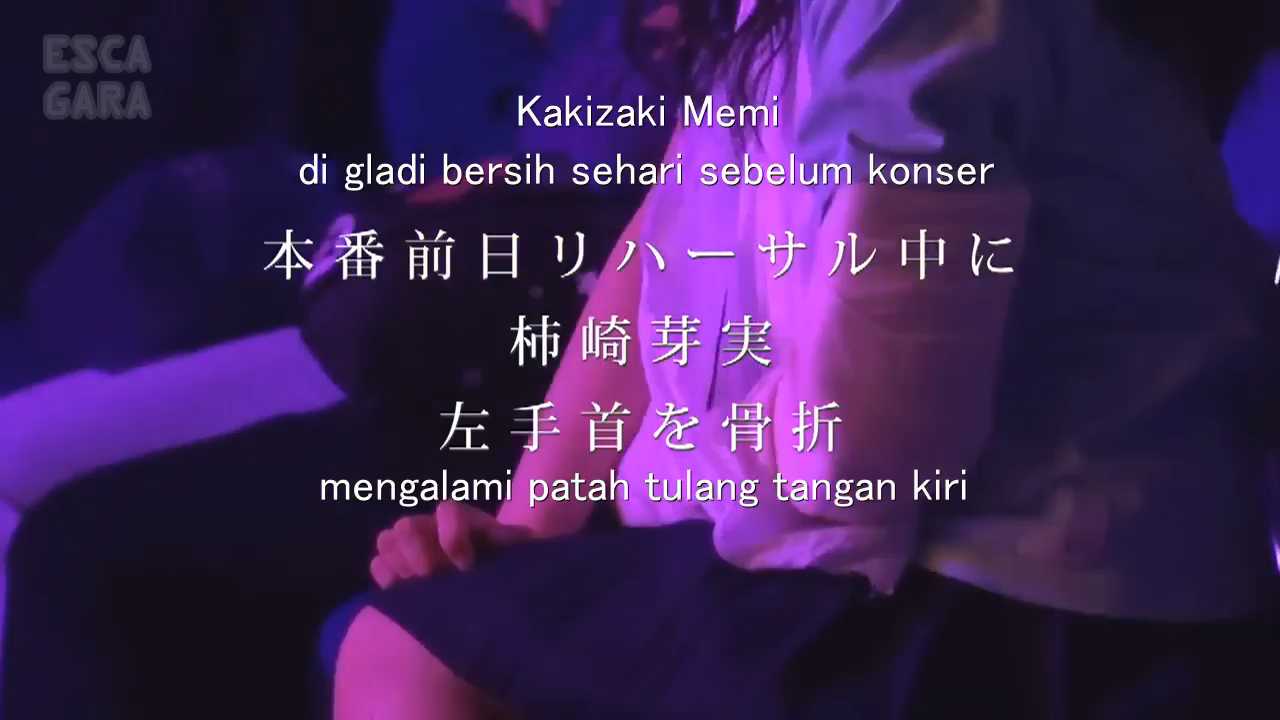 ESCA
GARA
Kakizaki Memi
di gladi bersih sehari sebelum konser
本番前日リハーサル中に
柿崎芽実
左手首を骨折
mengalami patah tulang tangan kiri